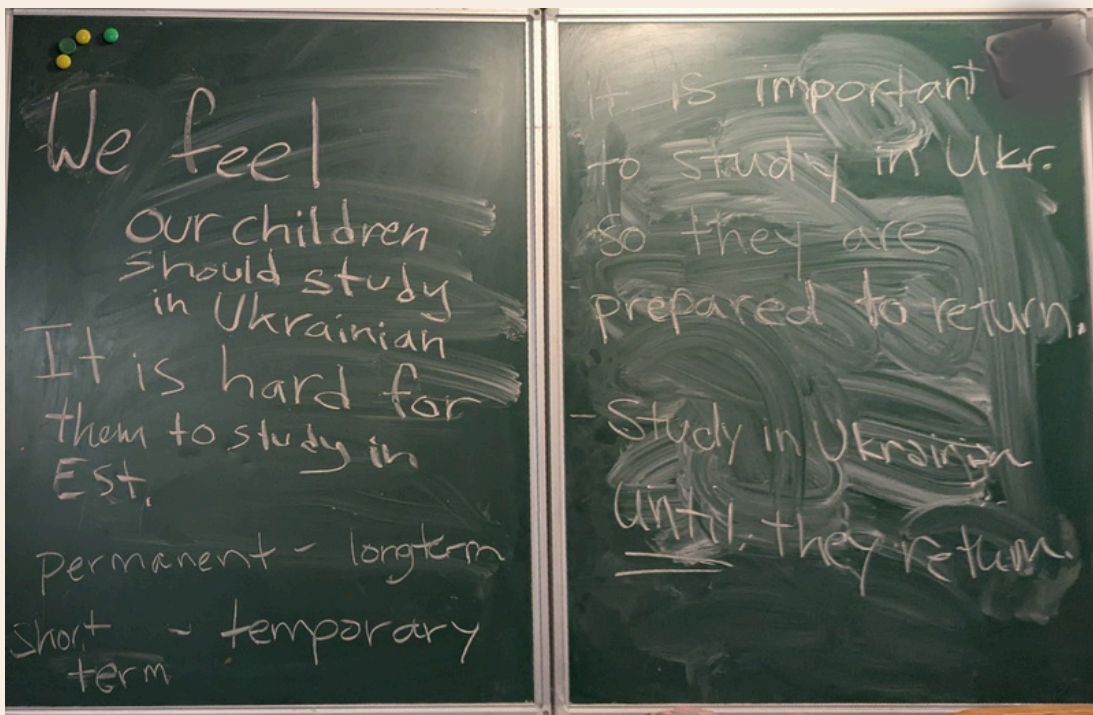 We feel
our children
should study
in Ukrainian
It is hard for
them to study in
Est.
permanent - longterm
short - temporary
term
it is important
to study in Ukr.
so they are
prepared to return.
- Study in Ukrainian
until they return.